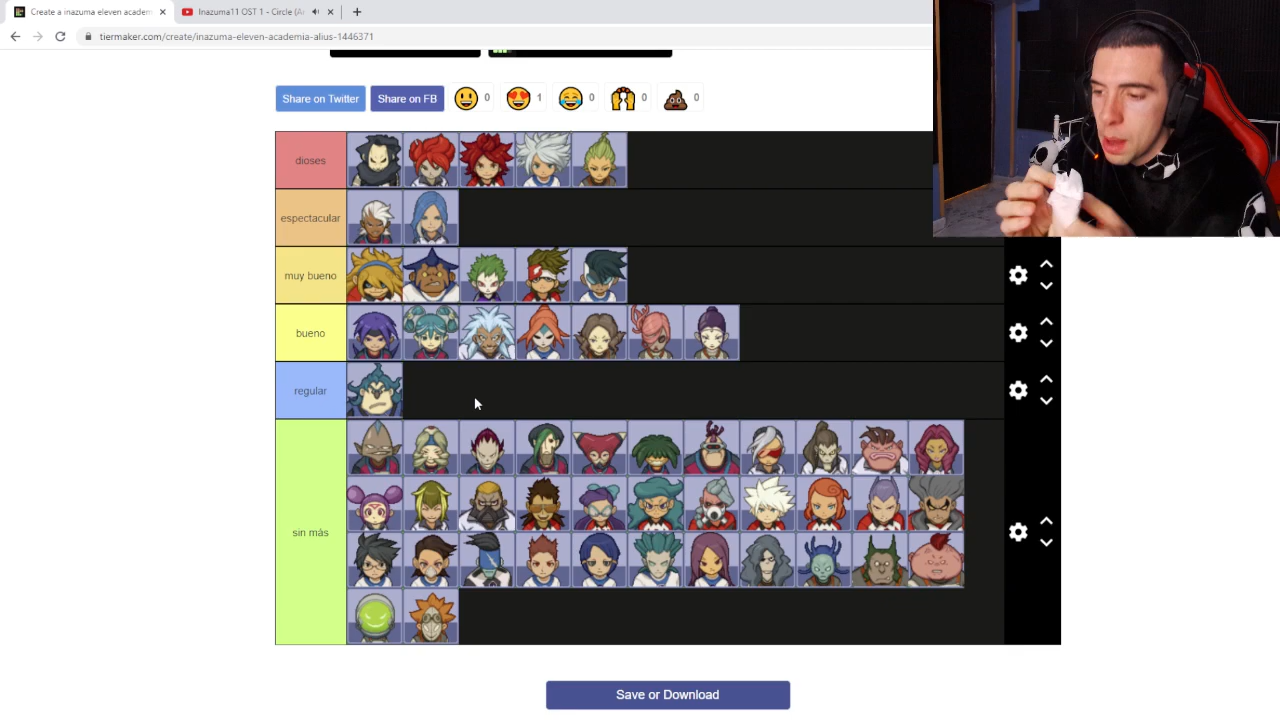 Create a inazuma eleven academ
Inazuma11 OST 1 - Circle (Ar
tiermaker.com/create/inazuma-eleven-academia-alius-1446371
Share on Twitter
Share on FB
0
1
0
0
0
dioses
espectacular
muy bueno
bueno
regular
sin más
Save or Download